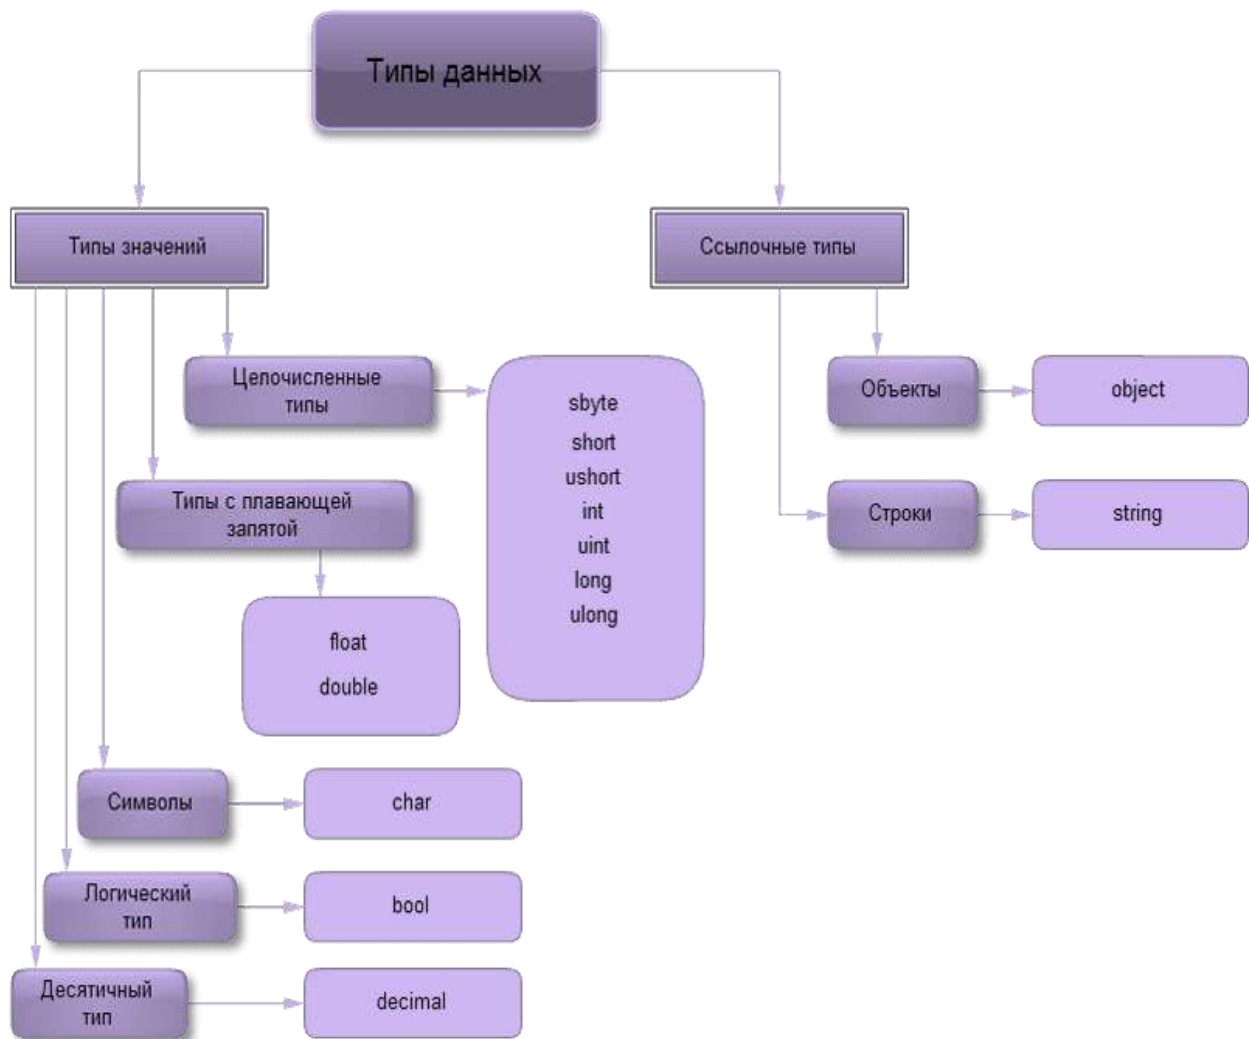 Типы данных
Типы значений
Ссылочные типы
Целочисленные
типы
sbyte
short
ushort
int
uint
long
ulong
Объекты
object
Типы с плавающей
запятой
Строки
string
float
double
Символы
char
Логический
тип
bool
Десятичный
тип
decimal